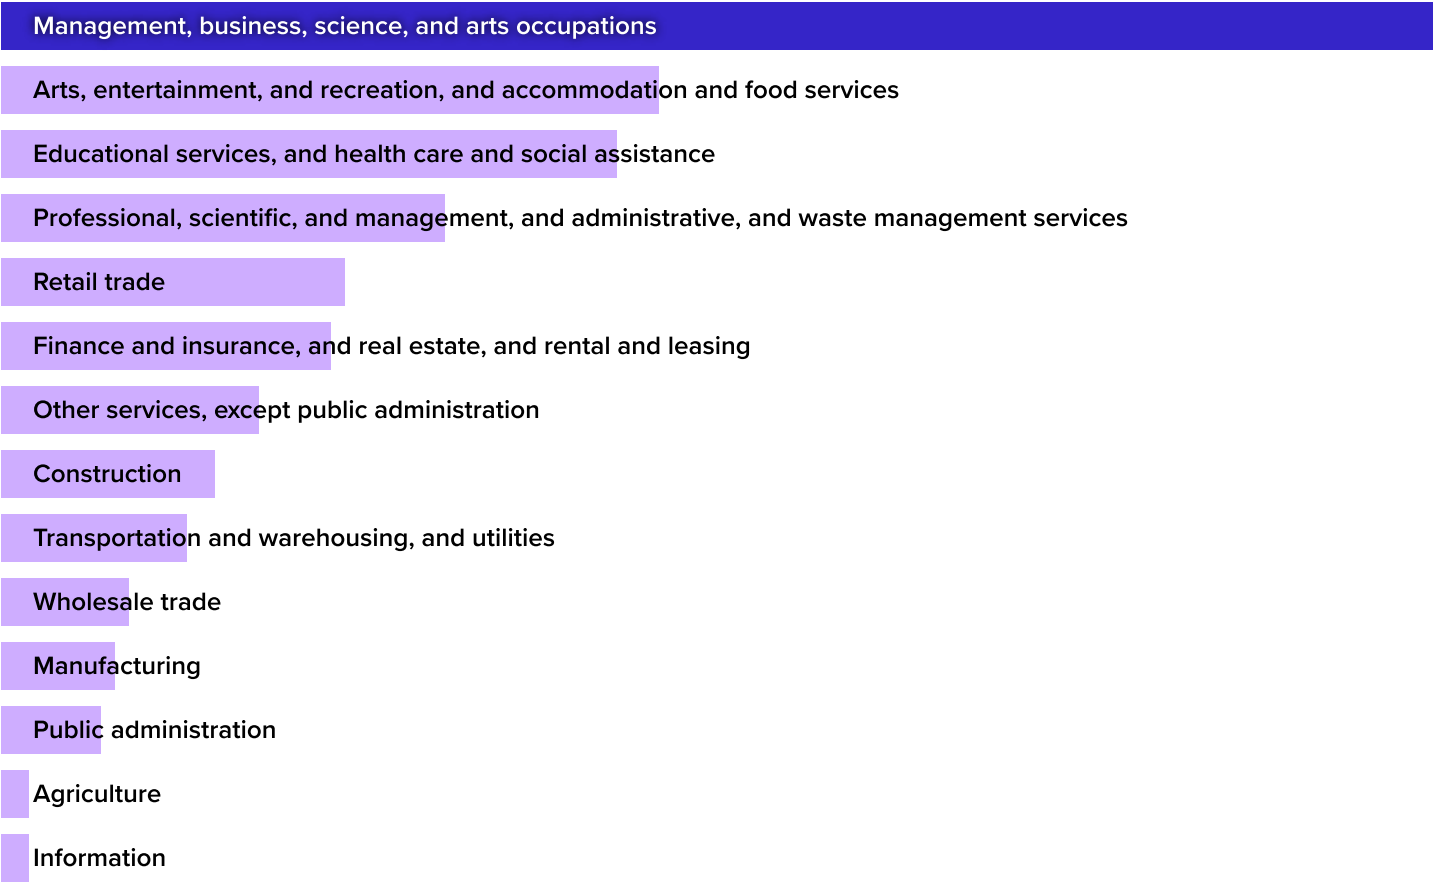 Management, business, science, and arts occupations
Arts, entertainment, and recreation, and accommodation and food services
Educational services, and health care and social assistance
Professional, scientific, and management, and administrative, and waste management services
Retail trade
Finance and insurance, and real estate, and rental and leasing
Other services, except public administration
Construction
Transportation and warehousing, and utilities
Wholesale trade
Manufacturing
Public administration
Agriculture
Information